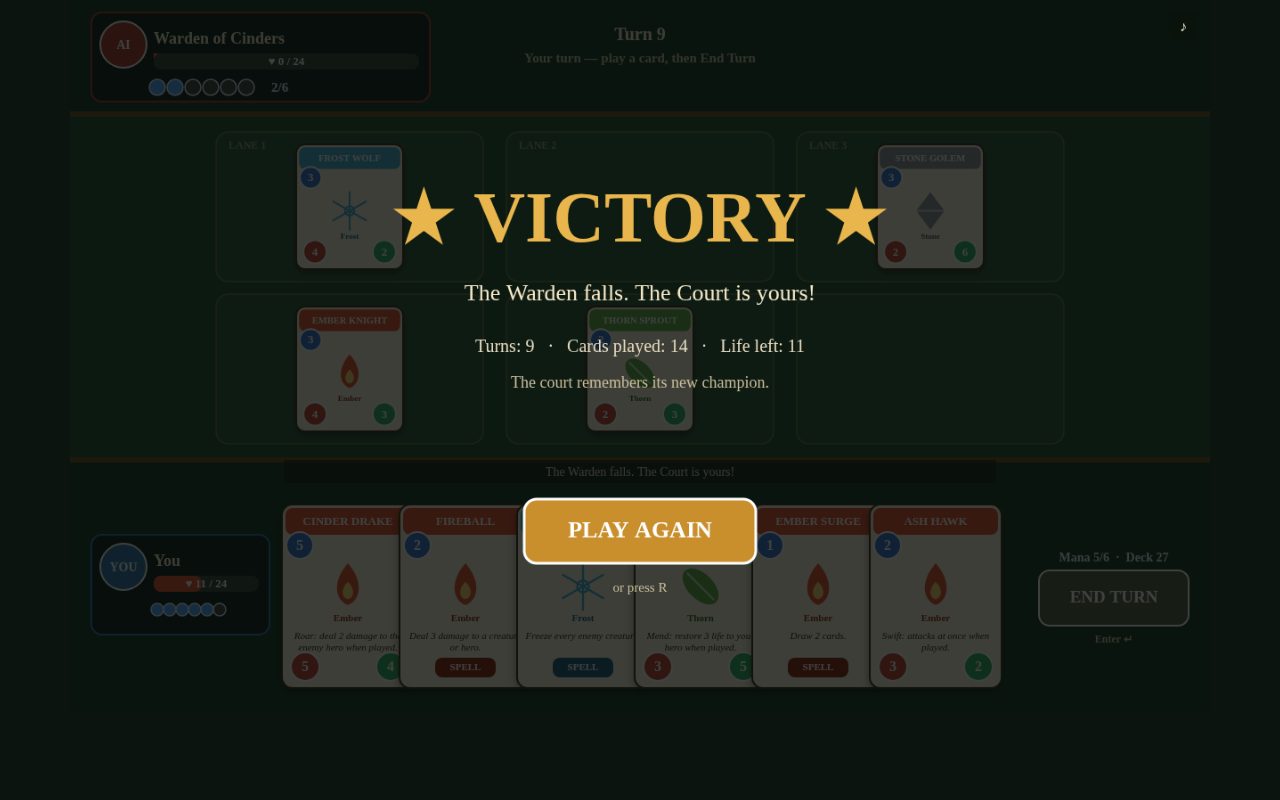 AI
Warden of Cinders
♥ 0 / 24
2/6
Turn 9
Your turn — play a card, then End Turn
♪
LANE 1
FROST WOLF
3
Frost
4
2
LANE 2
LANE 3
STONE GOLEM
3
Stone
2
6
★ VICTORY ★
The Warden falls. The Court is yours!
Turns: 9 · Cards played: 14 · Life left: 11
The court remembers its new champion.
EMBER KNIGHT
3
Ember
4
3
THORN SPROUT
Thorn
2
3
The Warden falls. The Court is yours!
PLAY AGAIN
or press R
YOU
You
♥ 11 / 24
CINDER DRAKE
5
Ember
Roar: deal 2 damage to the
enemy hero when played.
5
4
FIREBALL
2
Ember
Deal 3 damage to a creature
or hero.
SPELL
Frost
Freeze every enemy creature
SPELL
Thorn
Mend: restore 3 life to your
hero when played.
3
5
EMBER SURGE
1
Ember
Draw 2 cards.
SPELL
ASH HAWK
2
Ember
Swift: attacks at once when
played.
3
2
Mana 5/6 · Deck 27
END TURN
Enter ↵